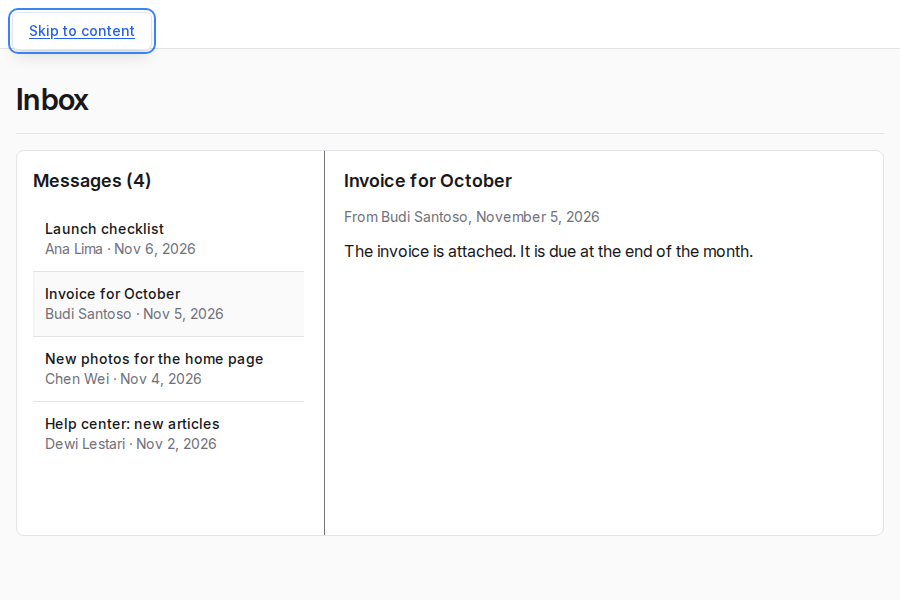 Skip to content
Inbox
Messages (4)
Launch checklist
Ana Lima · Nov 6, 2026
Invoice for October
Budi Santoso · Nov 5, 2026
New photos for the home page
Chen Wei · Nov 4, 2026
Help center: new articles
Dewi Lestari · Nov 2, 2026
Invoice for October
From Budi Santoso, November 5, 2026
The invoice is attached. It is due at the end of the month.